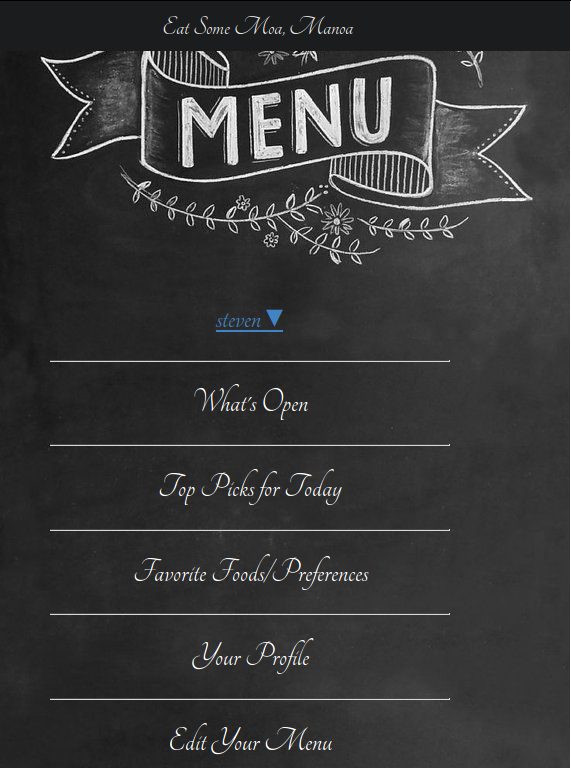 Eat Some Moa, Manoa
MENU
steven ▼
What's Open
Top Picks for Today
Favorite Foods/Preferences
Your Profile
Edit Your Menu